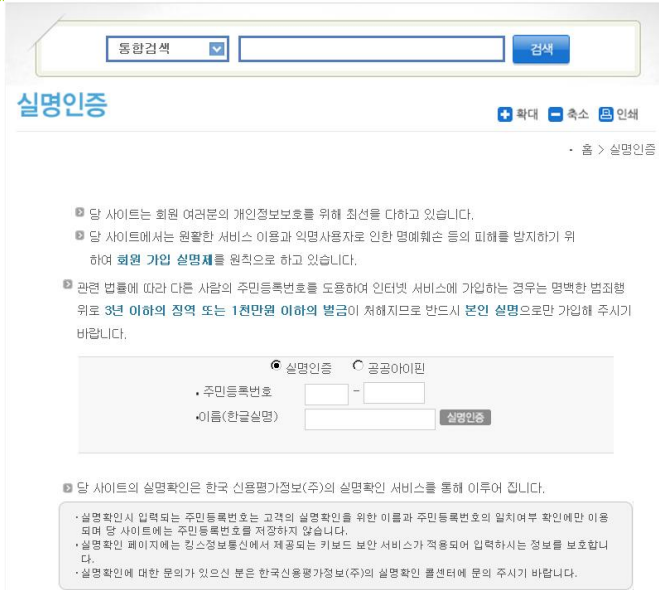 통합검색 검색
실명인증
확대 축소 인쇄
· 홈 > 실명인증
당 사이트는 회원 여러분의 개인정보보호를 위해 최선을 다하고 있습니다.
당 사이트에서는 원활한 서비스 이용과 익명사용자로 인한 명예훼손 등의 피해를 방지하기 위
하여 회원 가입 실명제를 원칙으로 하고 있습니다.
관련 법률에 따라 다른 사람의 주민등록번호를 도용하여 인터넷 서비스에 가입하는 경우는 명백한 범죄행
위로 3년 이하의 징역 또는 1천만원 이하의 벌금이 처해지므로 반드시 본인 실명으로만 가입해 주시기
바랍니다.
실명인증 공공아이핀
· 주민등록번호 -
·이름(한글실명) 실명인증
당 사이트의 실명확인은 한국 신용평가정보(주)의 실명확인 서비스를 통해 이루어 집니다.
·실명확인시 입력되는 주민등록번호는 고객의 실명확인을 위한 이름과 주민등록번호의 일치여부 확인에만 이용
되며 당 사이트에는 주민등록번호를 저장하지 않습니다.
·실명확인 페이지에는 킹스정보통신에서 제공되는 키보드 보안 서비스가 적용되어 입력하시는 정보를 보호합니
다.
·실명확인에 대한 문의가 있으신 분은 한국신용평가정보(주)의 실명확인 콜센터에 문의 주시기 바랍니다.